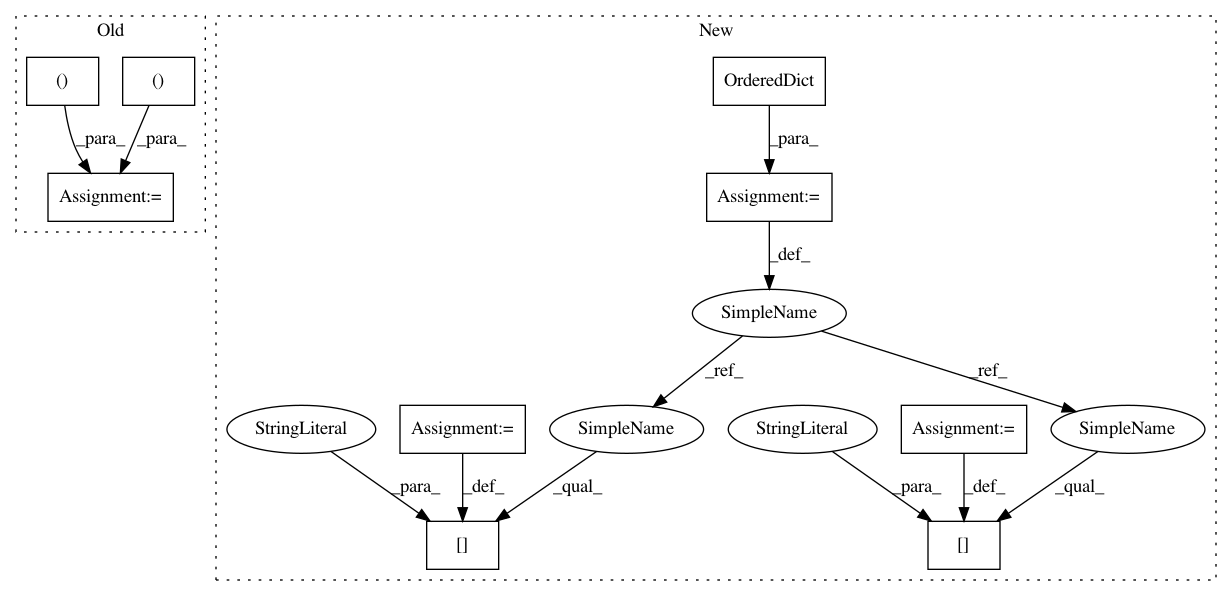 Old
New
() ()
OrderedDict
_para_ _para_
_para_
Assignment:=
Assignment:=
_def_
SimpleName
_ref_ _ref_
StringLiteral Assignment:= SimpleName StringLiteral Assignment:= SimpleName
_para_ _def_ _qual_ _para_ _def_ _qual_
[] []